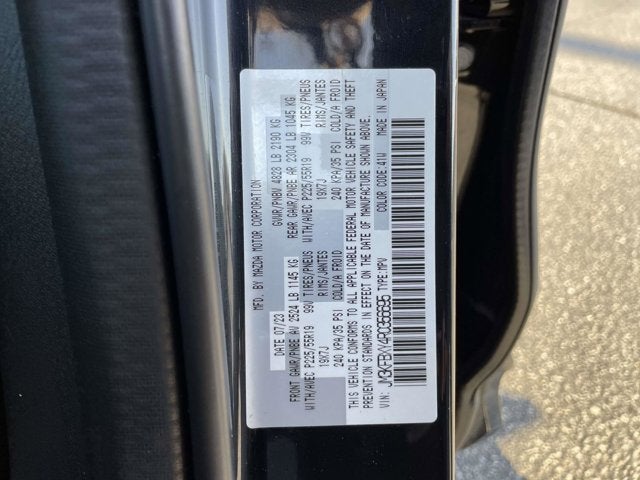 MFD. BY MAZDA MOTOR CORPORATION
DATE 07/23 GVWR/PNBV 4828 LB 2190 KG
FRONT GAWR/PNBE AV 2524 LB 1145 KG REAR GAWR/PNBE AR 2304 LB 1045 KG
WITH/AVEC P225/55R19 99V TIRES/PNEUS WITH/AVEC P225/55R19 99V TIRES/PNEUS
19X7J RIMS/JANTES 19X7J RIMS/JANTES
240 KPA/35 PSI COLD/A FROID 240 KPA/35 PSI COLD/A FROID
THIS VEHICLE CONFORMS TO ALL APPLICABLE FEDERAL MOTOR VEHICLE SAFETY AND THEFT
PREVENTION STANDARDS IN EFFECT ON THE DATE OF MANUFACTURE SHOWN ABOVE.
COLOR CODE:41W MADE IN JAPAN
VIN: TYPE:MPV